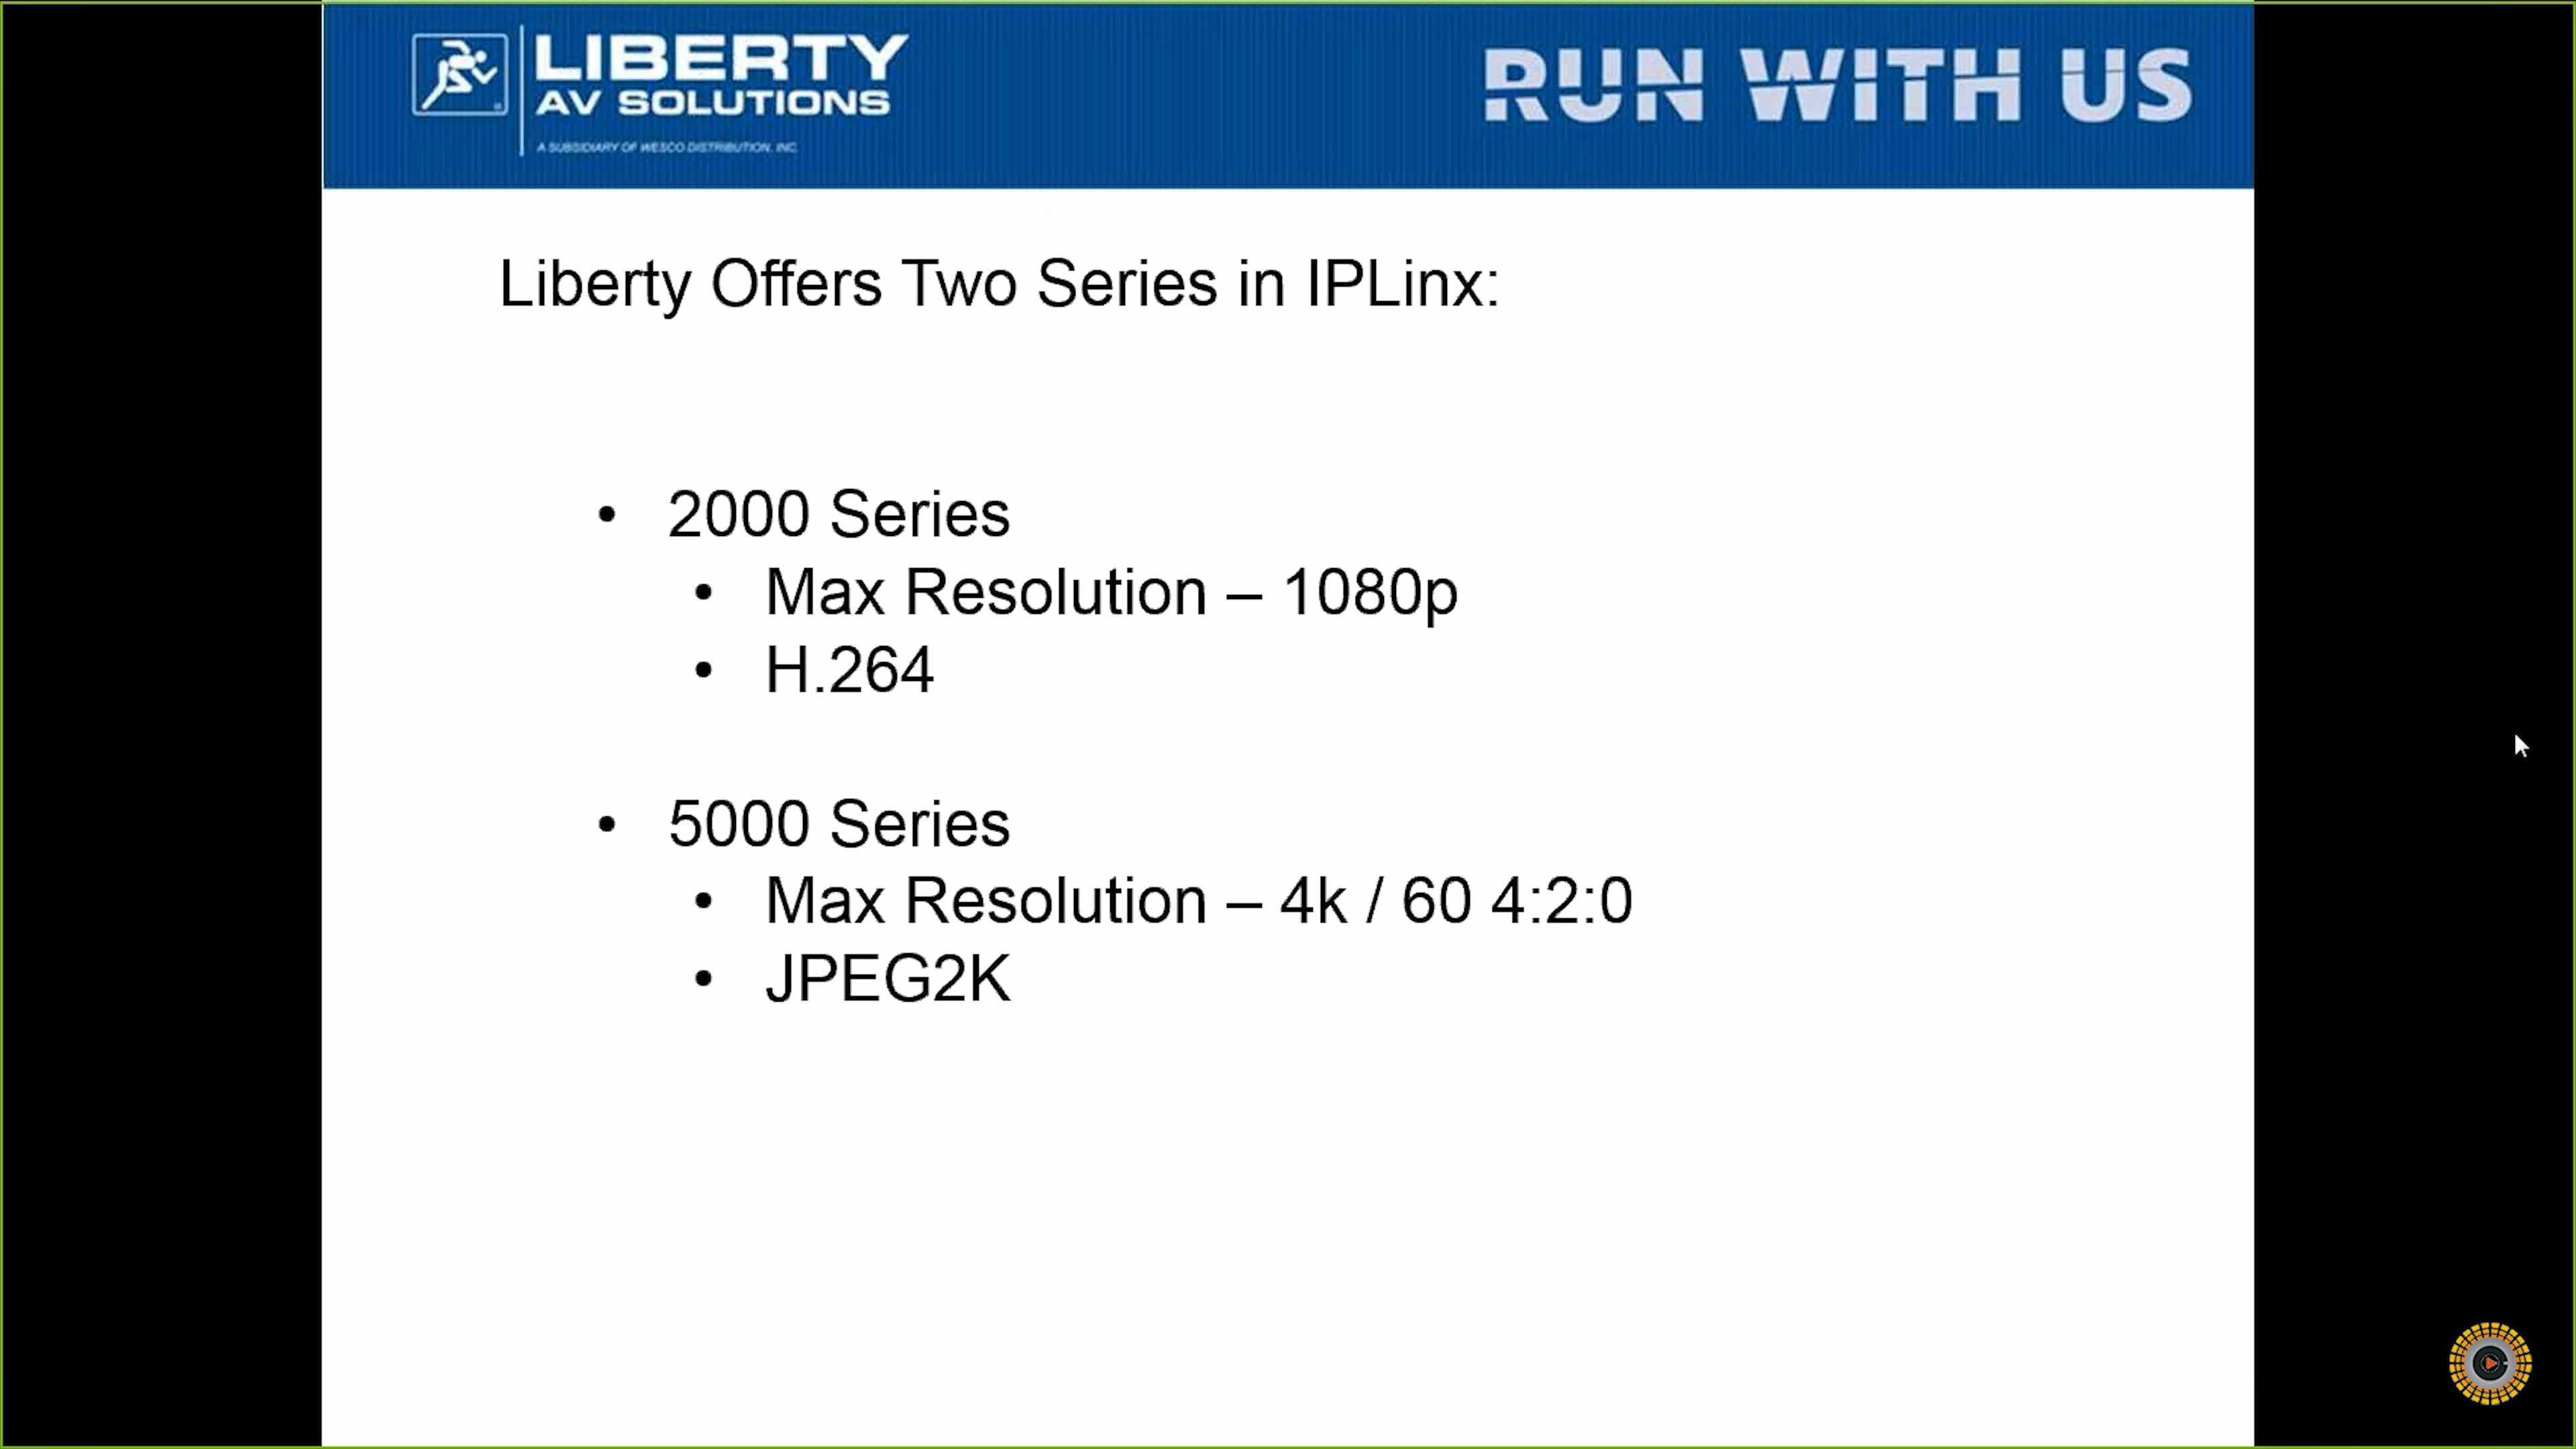 LIBERTY
AV SOLUTIONS
A SUBSIDIARY OF WESCO DISTRIBUTION, INC.
RUN WITH US
Liberty Offers Two Series in IPLinx:
• 2000 Series
• Max Resolution – 1080p
• H.264
• 5000 Series
• Max Resolution – 4k / 60 4:2:0
• JPEG2K